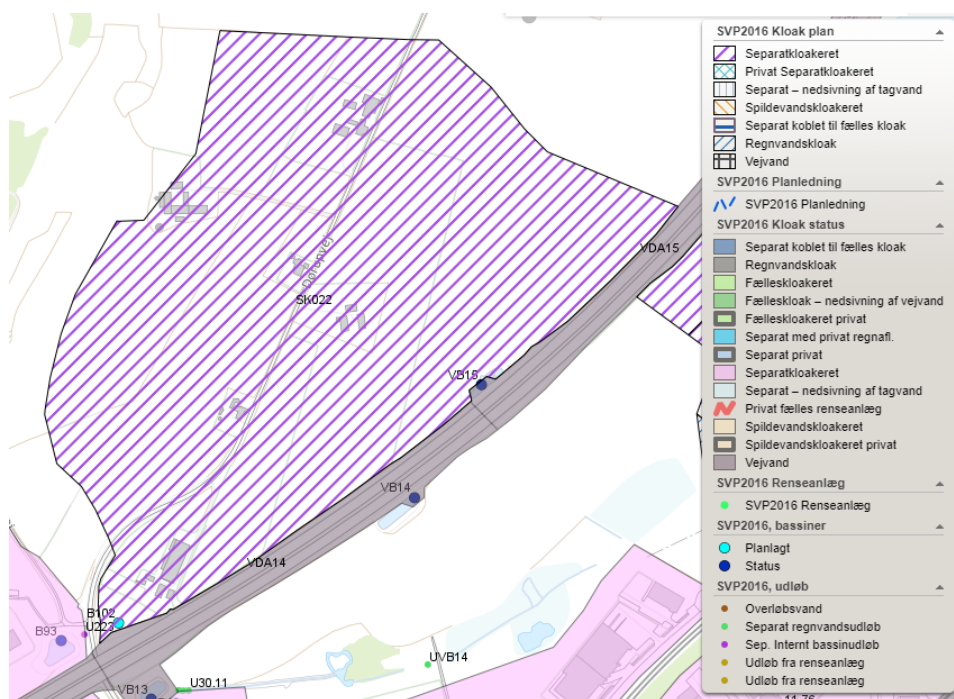 SVP2016 Kloak plan
Separatkloakeret
Privat Separatkloakeret
Separat – nedsivning af tagvand
Spildevandskloakeret
Separat koblet til fælles kloak
Regnvandskloak
Vejvand
SVP2016 Planledning
SVP2016 Planledning
SVP2016 Kloak status
Separat koblet til fælles kloak
Regnvandskloak
Fælleskloakeret
Fælleskloak – nedsivning af vejvand
Fælleskloakeret privat
Separat med privat regnafl.
Separat privat
Separatkloakeret
Separat – nedsivning af tagvand
Privat fælles renseanlæg
Spildevandskloakeret
Spildevandskloakeret privat
Vejvand
SVP2016 Renseanlæg
SVP2016 Renseanlæg
SVP2016, bassiner
Planlagt
Status
SVP2016, udløb
Overløbsvand
Separat regnvandsudløb
Sep. Internt bassinudløb
Udløb fra renseanlæg
Udløb fra renseanlæg
VDA15
Dørupvej
SK022
VB15
VB14
VDA14
B102
U223
B93
UVB14
U30.11
VB13